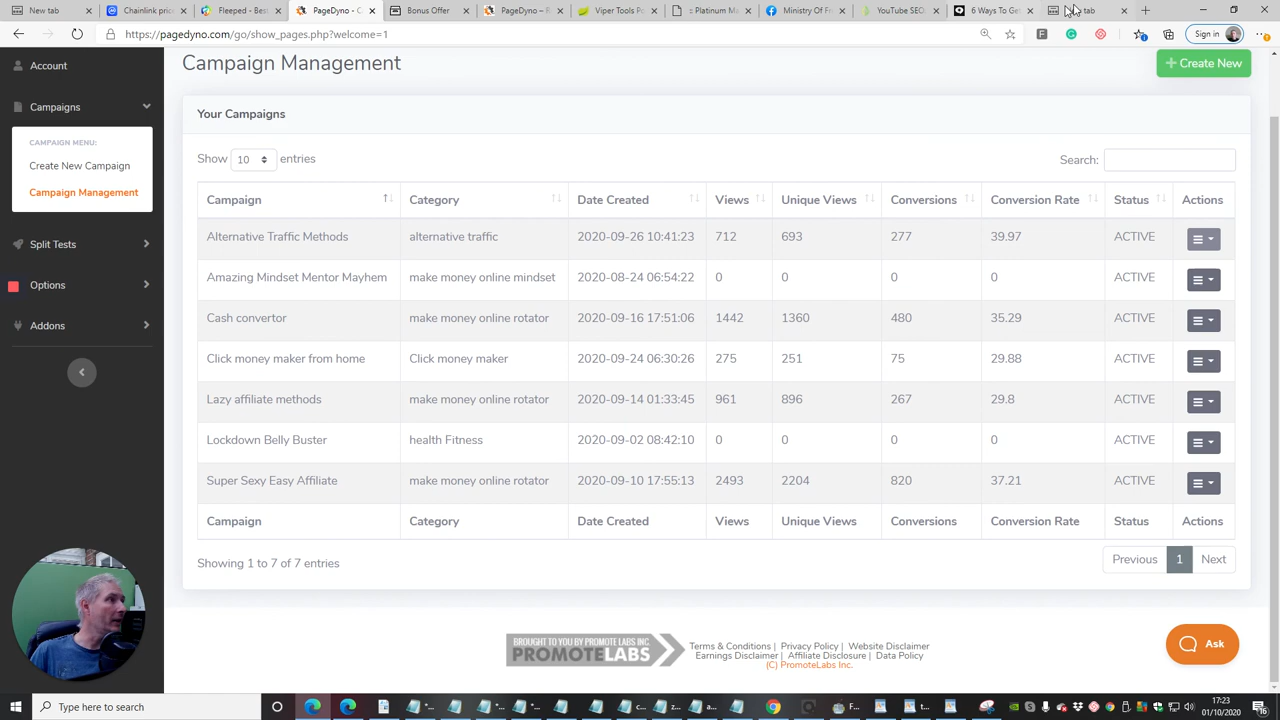 New tab
Chainlink price
Fleeped - Best
PageDyno - C
Bonus Offer
PageDyno - R
Viper Tools Po
:: Platinum M
Mindset Of Fr
YouTube SEO
6 Ways To Ge
tab
https://pagedyno.com/go/show_pages.php?welcome=1
Sign in
Account
Campaigns
CAMPAIGN MENU:
Create New Campaign
Campaign Management
Split Tests
Options
Addons
Campaign Management
Create New
Your Campaigns
Show 10 entries
Search:
Campaign Category Date Created Views Unique Views Conversions Conversion Rate Status Actions
Alternative Traffic Methods alternative traffic 2020-09-26 10:41:23 712 693 277 39.97 ACTIVE
Amazing Mindset Mentor Mayhem make money online mindset 2020-08-24 06:54:22 0 0 0 0 ACTIVE
Cash convertor make money online rotator 2020-09-16 17:51:06 1442 1360 480 35.29 ACTIVE
Click money maker from home Click money maker 2020-09-24 06:30:26 275 251 75 29.88 ACTIVE
Lazy affiliate methods make money online rotator 2020-09-14 01:33:45 961 896 267 29.8 ACTIVE
Lockdown Belly Buster health Fitness 2020-09-02 08:42:10 0 0 0 0 ACTIVE
Super Sexy Easy Affiliate make money online rotator 2020-09-10 17:55:13 2493 2204 820 37.21 ACTIVE
Campaign Category Date Created Views Unique Views Conversions Conversion Rate Status Actions
Showing 1 to 7 of 7 entries
Previous 1 Next
BROUGHT TO YOU BY PROMOTE LABS INC
PROMOTELABS
Terms & Conditions | Privacy Policy | Website Disclaimer
Earnings Disclaimer | Affiliate Disclosure | Data Policy
(C) PromoteLabs Inc.
Ask
Type here to search
17:23
01/10/2020